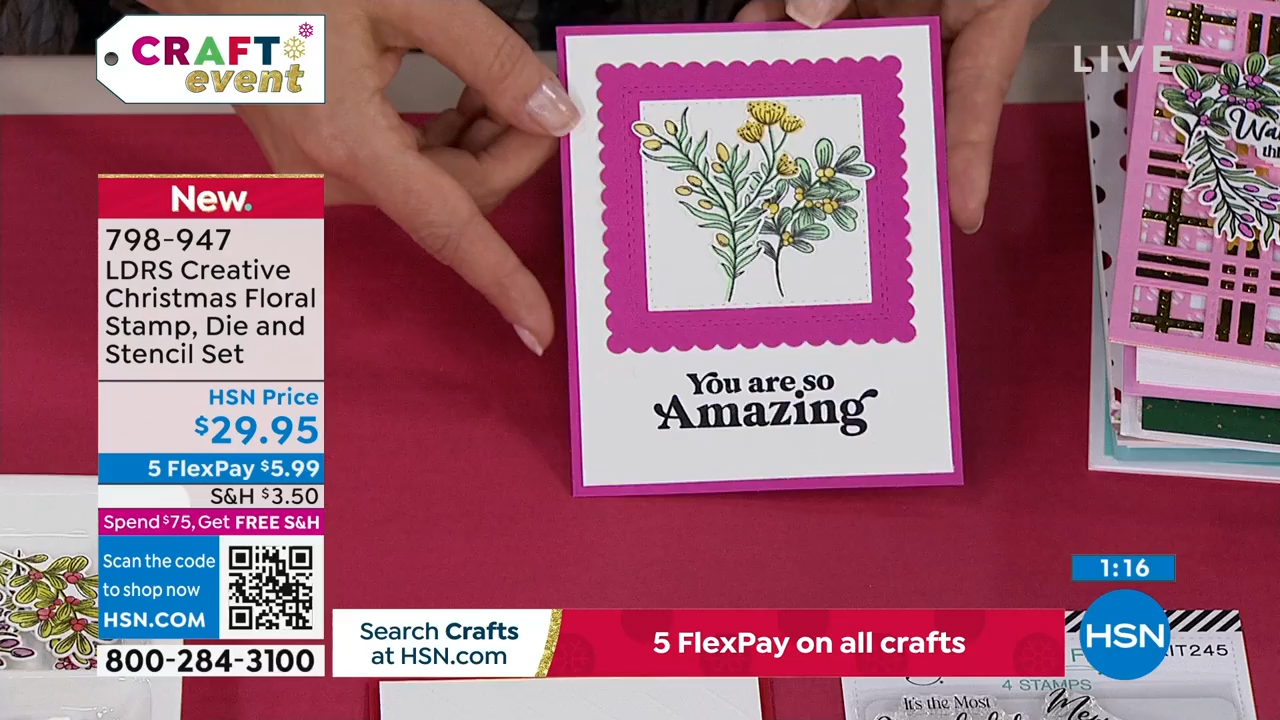 CRAFT
event
LIVE
New.
798-947
LDRS Creative
Christmas Floral
Stamp, Die and
Stencil Set
HSN Price
$29.95
5 FlexPay $5.99
S&H $3.50
Spend $75, Get FREE S&H
Scan the code
to shop now
HSN.COM
800-284-3100
You are so
Amazing
1:16
HSN
Search Crafts
at HSN.com
5 FlexPay on all crafts
4 STAMPS
It's the Most